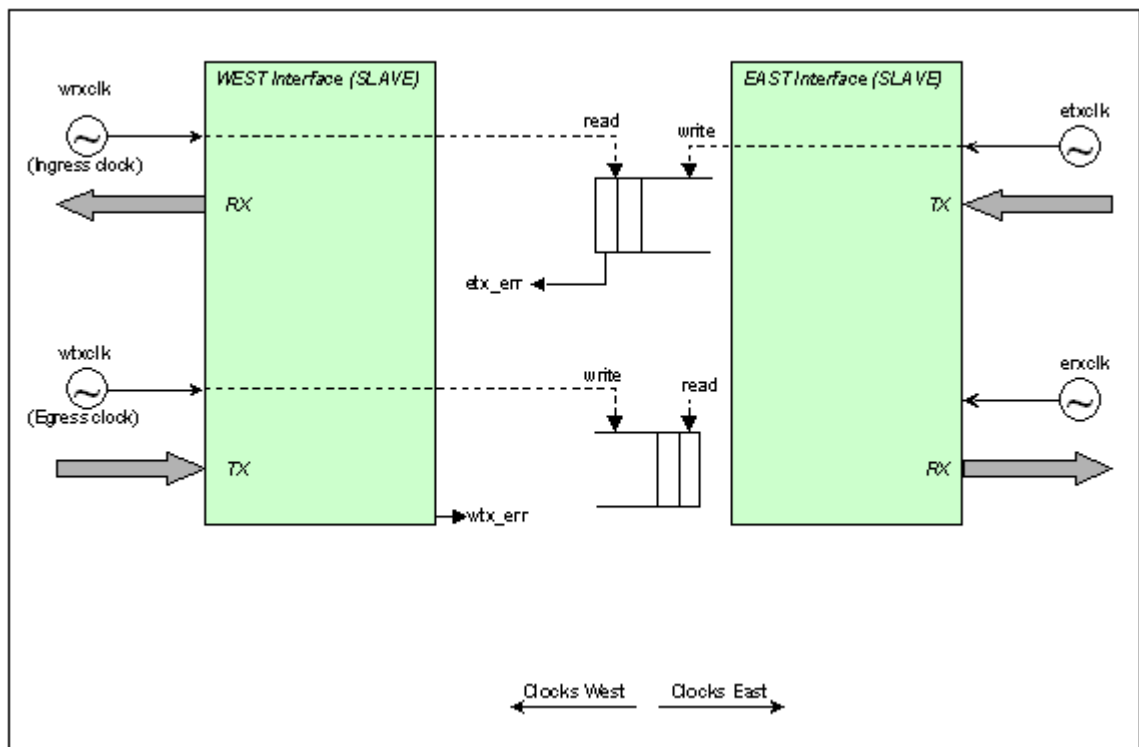 WEST Interface (SLAVE)
EAST Interface (SLAVE)
wrxclk
etxclk
read
write
(Ingress clock)
RX
TX
etx_err
wtxclk
erxclk
write
read
(Egress clock)
TX
RX
wtx_err
Clocks West
Clocks East